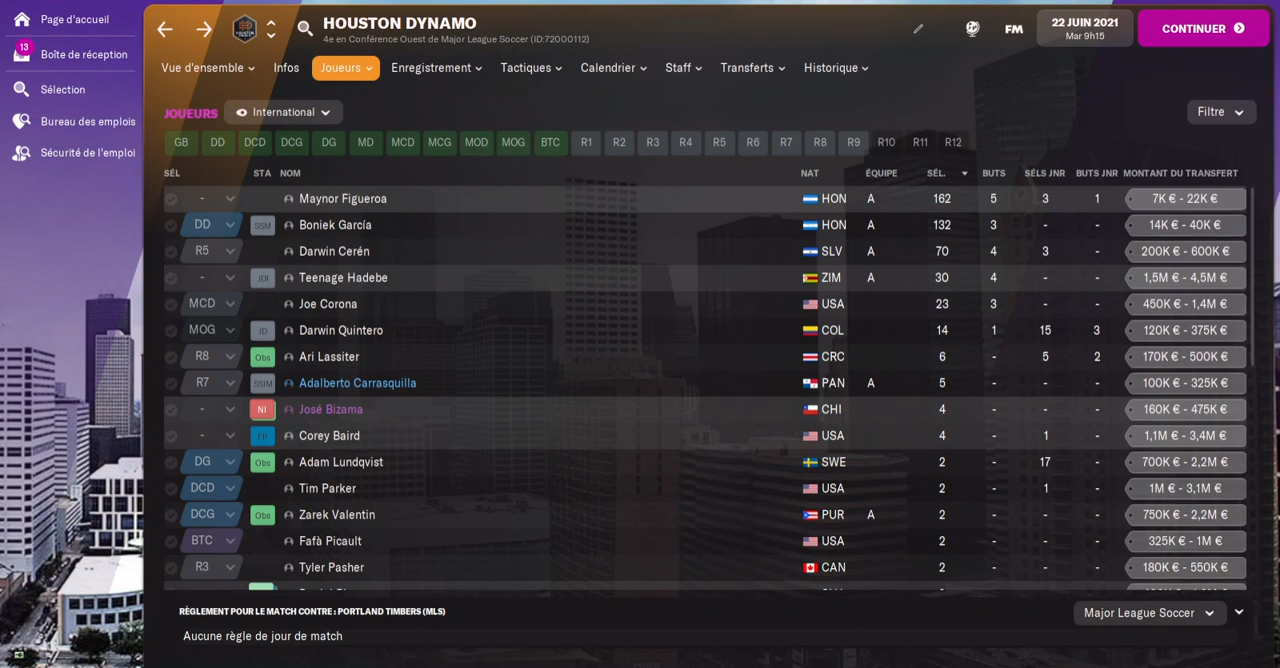 Page d'accueil
13
Boîte de réception
Sélection
Bureau des emplois
Sécurité de l'emploi
HOUSTON DYNAMO
4e en Conférence Ouest de Major League Soccer (ID:72000112)
FM
22 JUIN 2021
Mar 9h15
CONTINUER
Vue d'ensemble Infos Joueurs Enregistrement Tactiques Calendrier Staff Transferts Historique
JOUEURS International Filtre
GB DD DCD DCG DG MD MCD MCG MOD MOG BTC R1 R2 R3 R4 R5 R6 R7 R8 R9 R10 R11 R12
SÉL STA NOM NAT ÉQUIPE SÉL. BUTS SÉLS JNR BUTS JNR MONTANT DU TRANSFERT
- Maynor Figueroa HON A 162 5 3 1 7K € - 22K €
DD SSM Boniek García HON A 132 3 - - 14K € - 40K €
R5 Darwin Cerén SLV A 70 4 3 - 200K € - 600K €
- JDI Teenage Hadebe ZIM A 30 4 - - 1,5M € - 4,5M €
MCD Joe Corona USA 23 3 - - 450K € - 1,4M €
MOG JD Darwin Quintero COL 14 1 15 3 120K € - 375K €
R8 Obs Ari Lassiter CRC 6 - 5 2 170K € - 500K €
R7 SSIM Adalberto Carrasquilla PAN A 5 - - - 100K € - 325K €
- NI José Bizama CHI 4 - - - 160K € - 475K €
- FP Corey Baird USA 4 - 1 - 1,1M € - 3,4M €
DG Obs Adam Lundqvist SWE 2 - 17 - 700K € - 2,2M €
DCD Tim Parker USA 2 - 1 - 1M € - 3,1M €
DCG Obs Zarek Valentin PUR A 2 - - - 750K € - 2,2M €
BTC Fafà Picault USA 2 - - - 325K € - 1M €
R3 Tyler Pasher CAN 2 - - - 180K € - 550K €
RÈGLEMENT POUR LE MATCH CONTRE : PORTLAND TIMBERS (MLS)
Major League Soccer
Aucune règle de jour de match